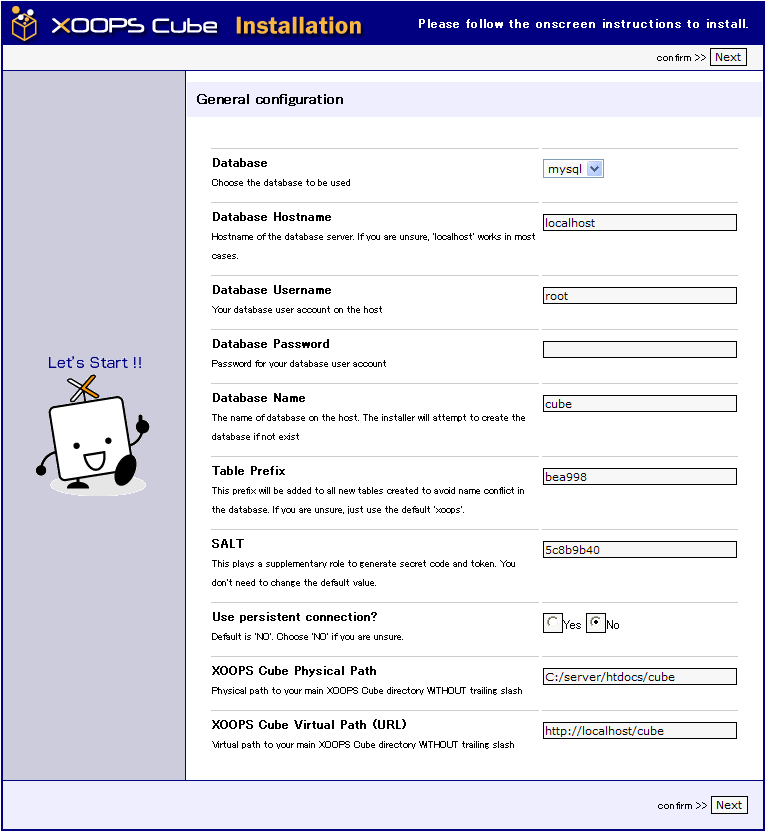 XOOPS Cube Installation Please follow the onscreen instructions to install.
confirm >> Next
General configuration
Let's Start !!
Database
Choose the database to be used
mysql
Database Hostname
Hostname of the database server. If you are unsure, 'localhost' works in most
cases.
localhost
Database Username
Your database user account on the host
root
Database Password
Password for your database user account
Database Name
The name of database on the host. The installer will attempt to create the
database if not exist
cube
Table Prefix
This prefix will be added to all new tables created to avoid name conflict in
the database. If you are unsure, just use the default 'xoops'.
bea998
SALT
This plays a supplementary role to generate secret code and token. You
don't need to change the default value.
5c8b9b40
Use persistent connection?
Default is 'NO'. Choose 'NO' if you are unsure.
Yes No
XOOPS Cube Physical Path
Physical path to your main XOOPS Cube directory WITHOUT trailing slash
C:/server/htdocs/cube
XOOPS Cube Virtual Path (URL)
Virtual path to your main XOOPS Cube directory WITHOUT trailing slash
http://localhost/cube
confirm >> Next